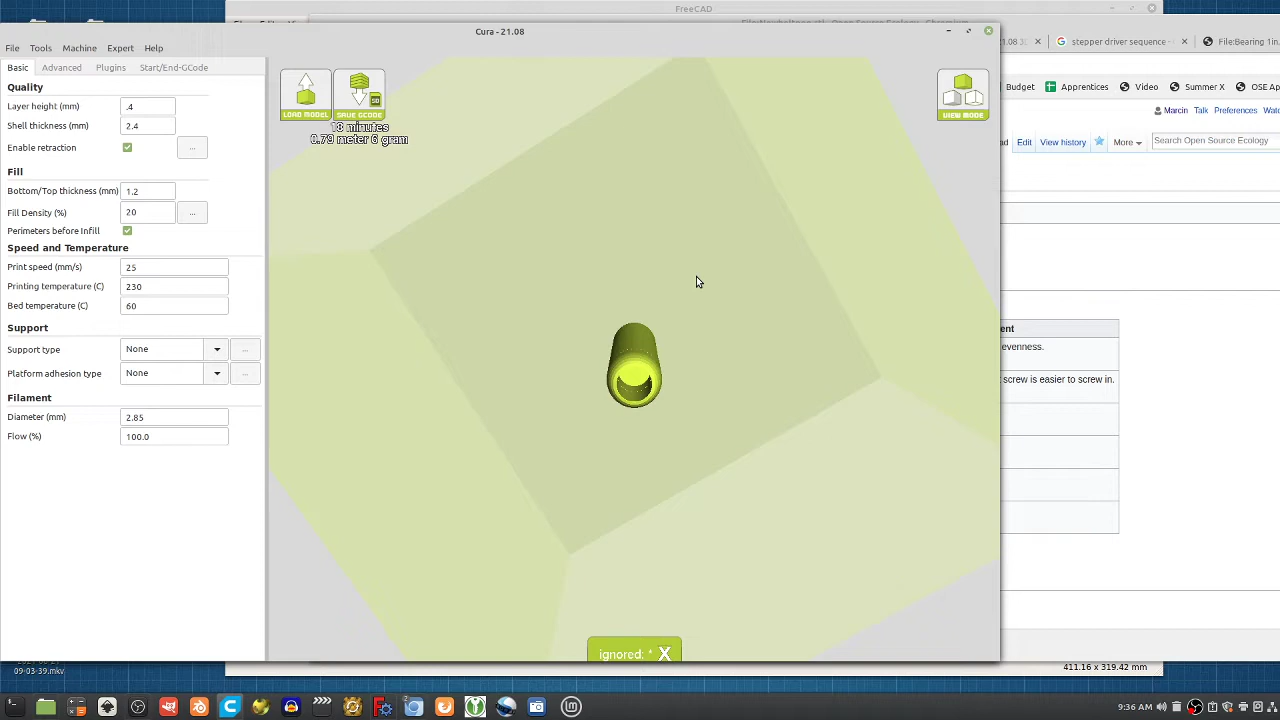 FreeCAD
Cura - 21.08
File Tools Machine Expert Help
Basic Advanced Plugins Start/End-GCode
Quality
Layer height (mm) .4
Shell thickness (mm) 2.4
Enable retraction ...
Fill
Bottom/Top thickness (mm) 1.2
Fill Density (%) 20 ...
Perimeters before Infill
Speed and Temperature
Print speed (mm/s) 25
Printing temperature (C) 230
Bed temperature (C) 60
Support
Support type None ...
Platform adhesion type None ...
Filament
Diameter (mm) 2.85
Flow (%) 100.0
LOAD MODEL
SAVE GCODE
SD
18 minutes
0.79 meter 6 gram
VIEW MODE
ignored: * X
stepper driver sequence -
File:Bearing 1in.
Budget Apprentices Video Summer X OSE Ap
Marcin Talk Preferences Watc
ad Edit View history More
Search Open Source Ecology
ent
evenness.
t screw is easier to screw in.
09-03-39.mkv
411.16 x 319.42 mm
9:36 AM